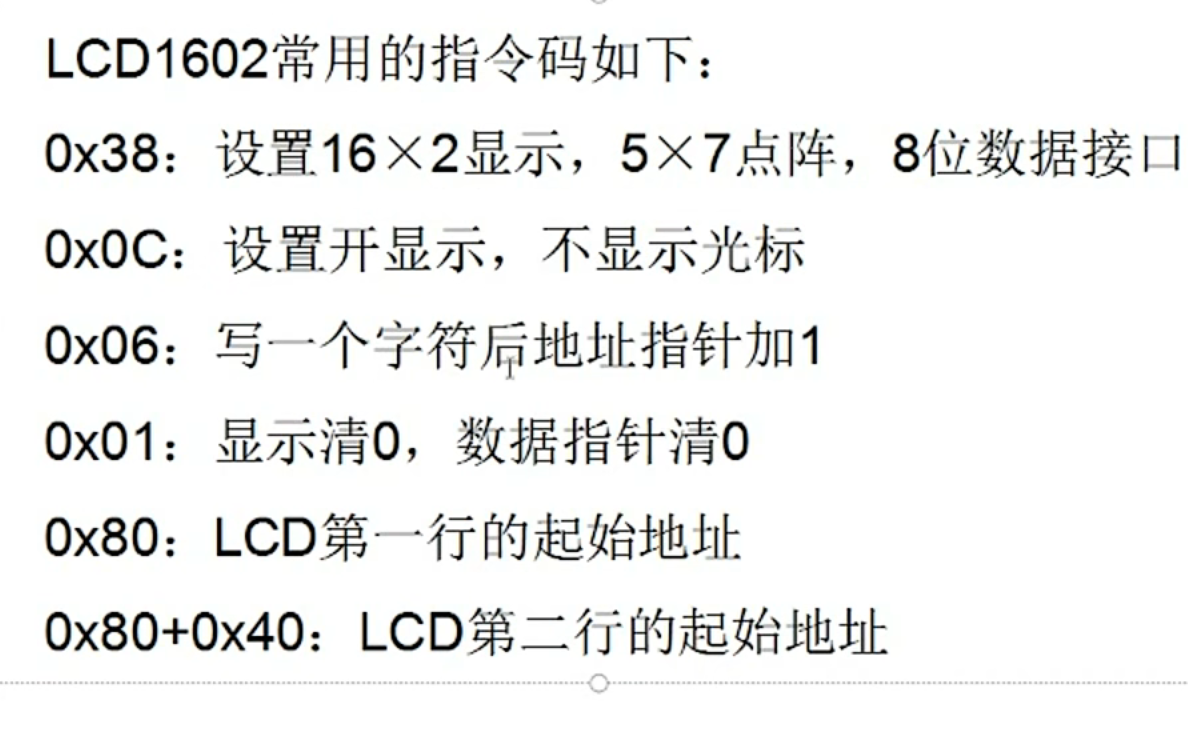 LCD1602常用的指令码如下：
0x38：设置16×2显示，5×7点阵，8位数据接口
0x0C：设置开显示，不显示光标
0x06：写一个字符后地址指针加1
0x01：显示清0，数据指针清0
0x80：LCD第一行的起始地址
0x80+0x40：LCD第二行的起始地址